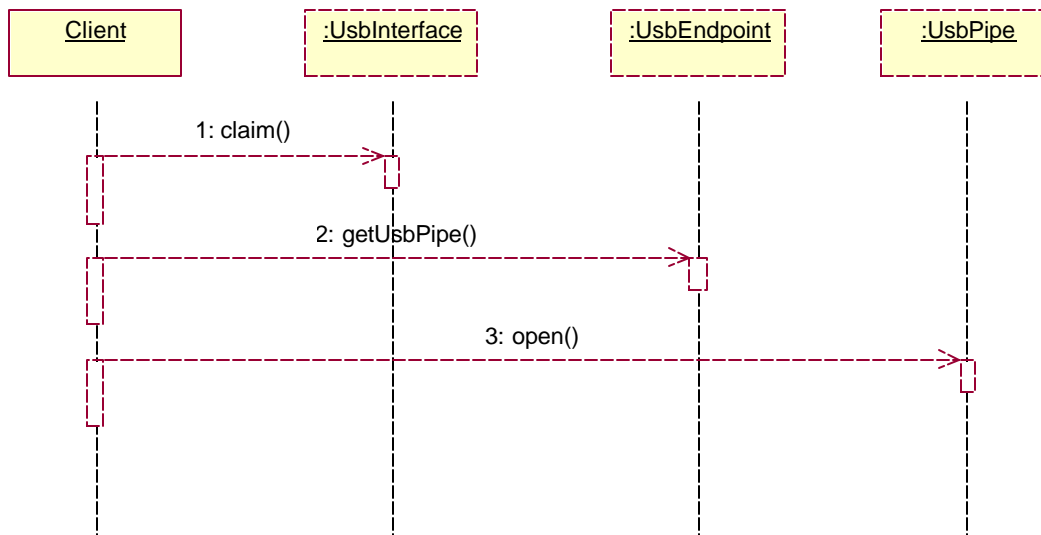 Client
:UsbInterface
:UsbEndpoint
:UsbPipe
1: claim()
2: getUsbPipe()
3: open()